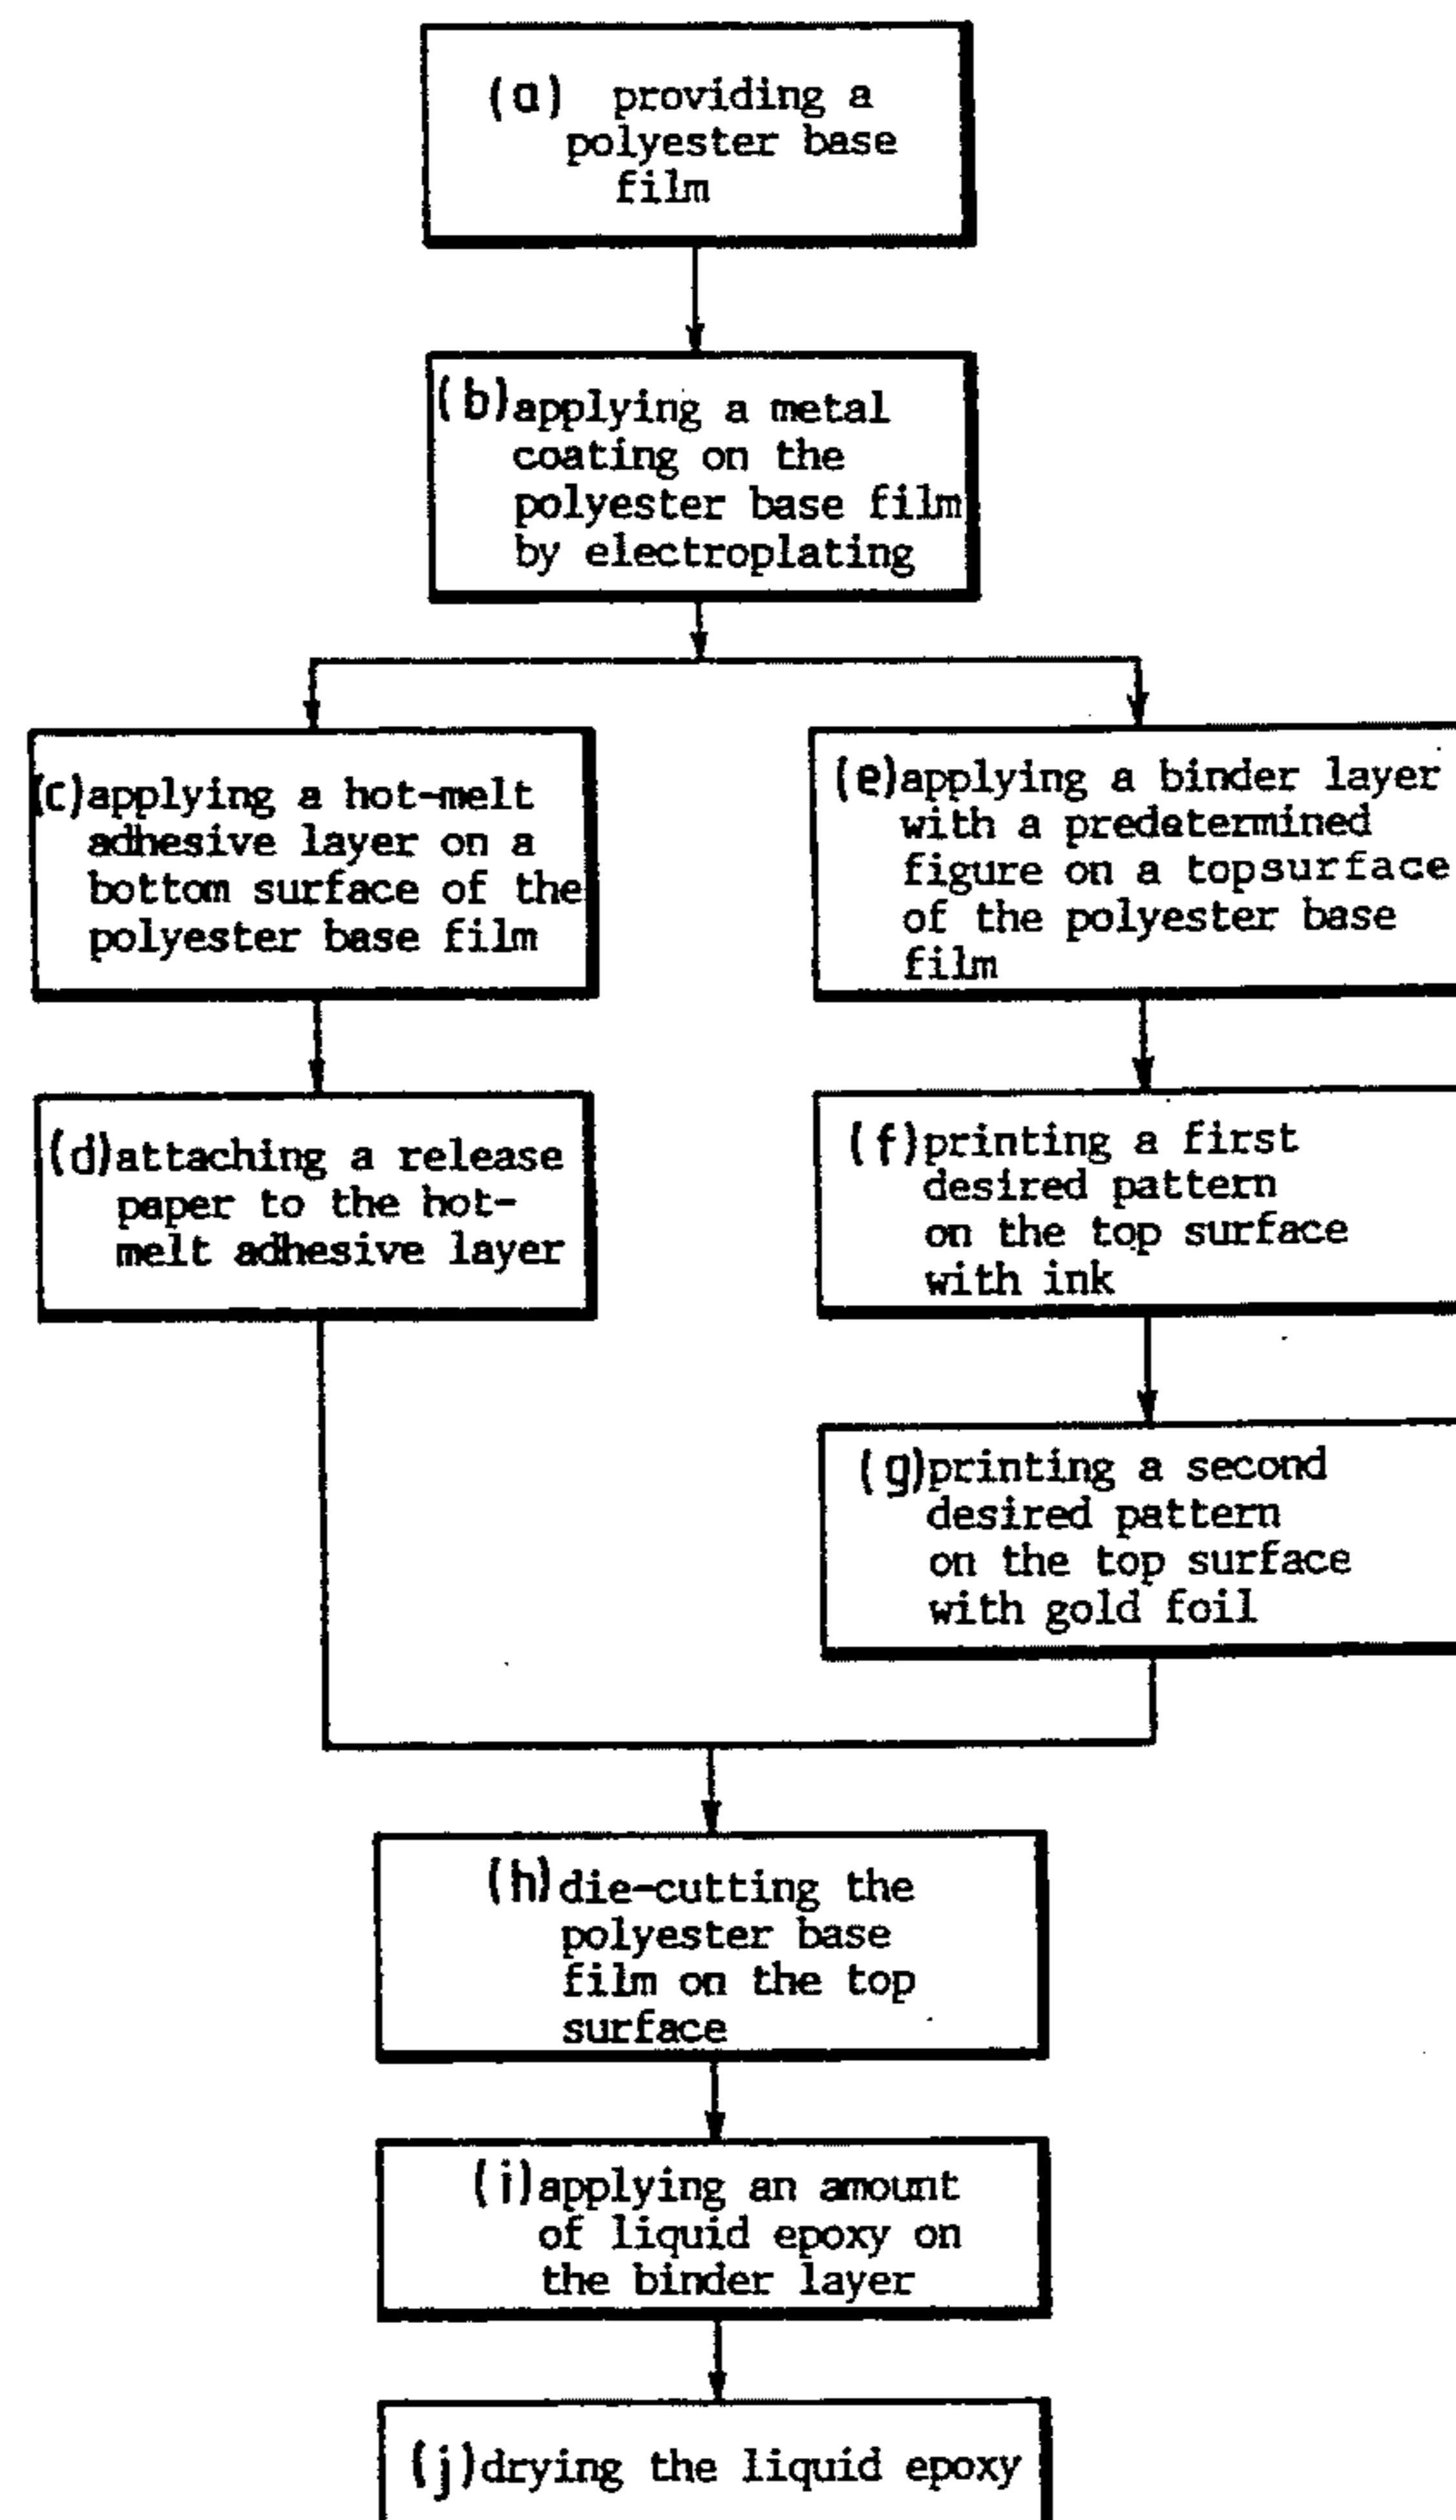 (a) providing a
polyester base
film
(b)applying a metal
coating on the
polyester base film
by electroplating
(c)applying a hot-melt
adhesive layer on a
bottom surface of the
polyester base film
(d)attaching a release
paper to the hot-
melt adhesive layer
(e)applying a binder layer
with a predetermined
figure on a topsurface
of the polyester base
film
(f)printing a first
desired pattern
on the top surface
with ink
(g)printing a second
desired pattern
on the top surface
with gold foil
(h)die-cutting the
polyester base
film on the top
surface
(i)applying an amount
of liquid epoxy on
the binder layer
(j)drying the liquid epoxy